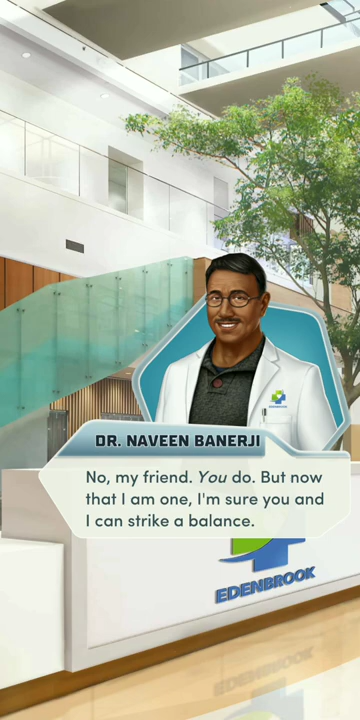 EDENBROOK
DR. NAVEEN BANERJI
No, my friend. You do. But now
that I am one, I'm sure you and
I can strike a balance.
EDENBROOK
EDENBROOK